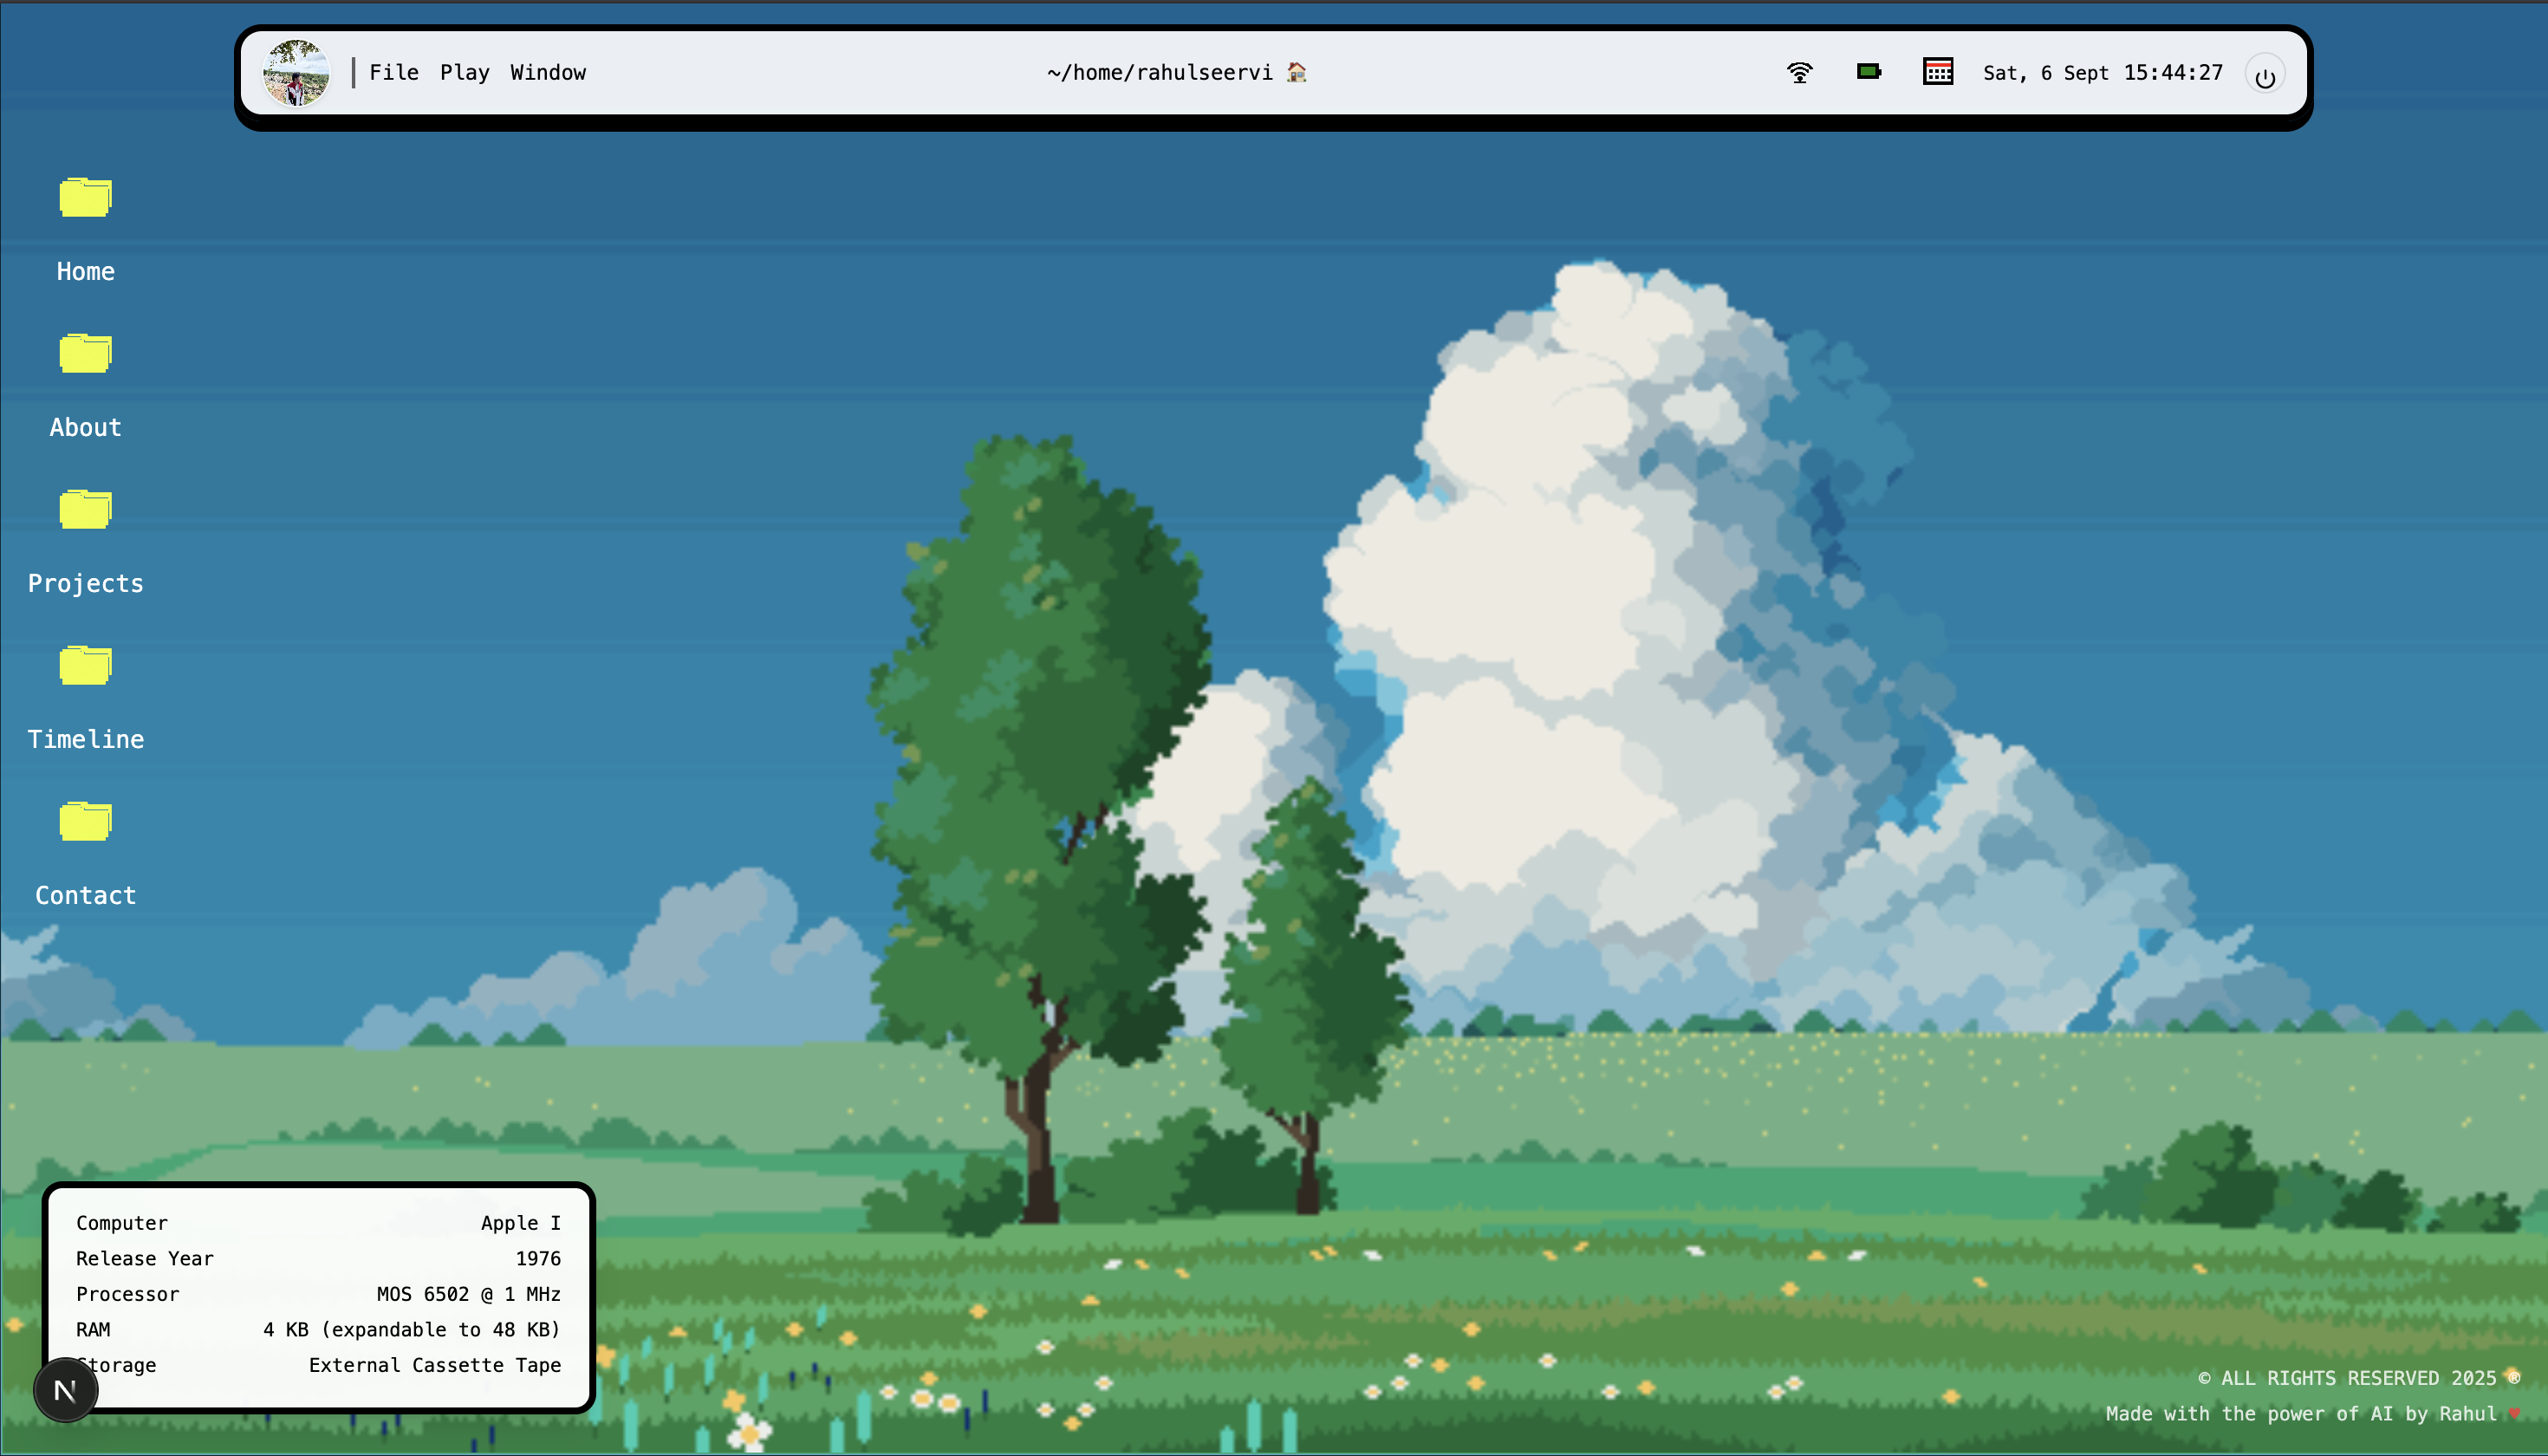 File Play Window
~/home/rahulseervi 🏠
Sat, 6 Sept 15:44:27
Home
About
Projects
Timeline
Contact
Computer Apple I
Release Year 1976
Processor MOS 6502 @ 1 MHz
RAM 4 KB (expandable to 48 KB)
Storage External Cassette Tape
N
© ALL RIGHTS RESERVED 2025 ®
Made with the power of AI by Rahul ♥